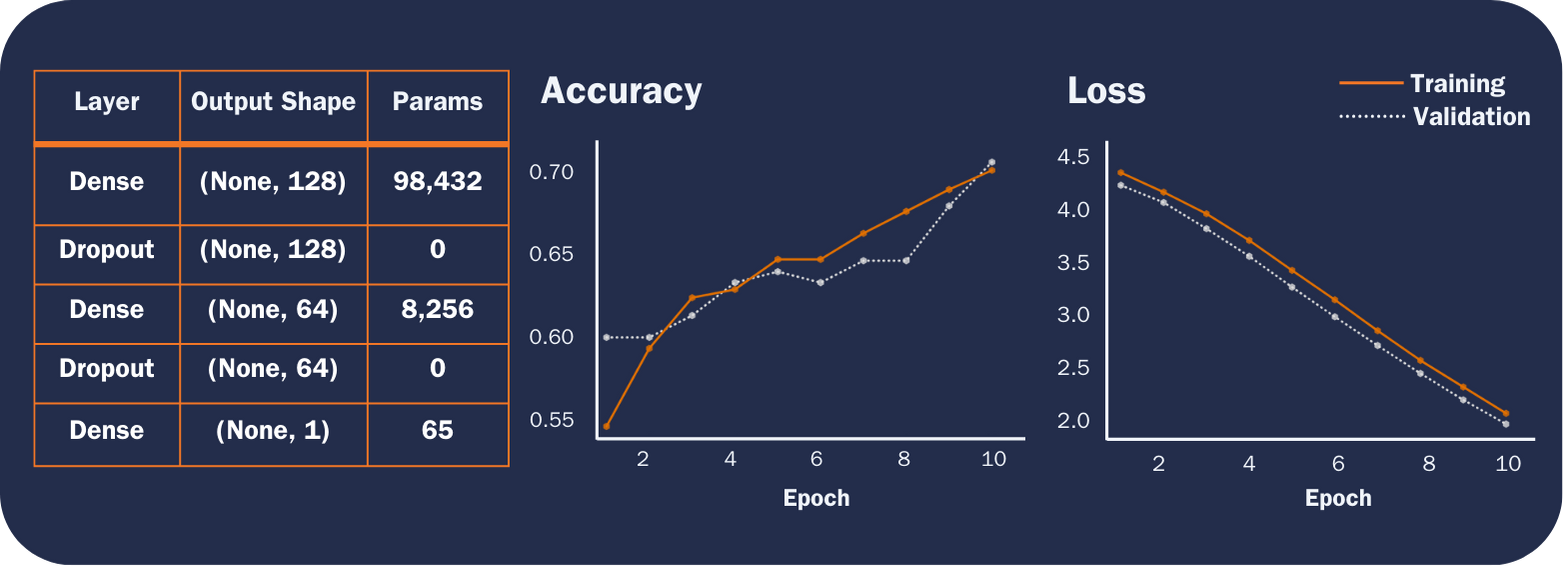 Layer Output Shape Params
Dense (None, 128) 98,432
Dropout (None, 128) 0
Dense (None, 64) 8,256
Dropout (None, 64) 0
Dense (None, 1) 65
Accuracy
0.70
0.65
0.60
0.55
2 4 6 8 10
Epoch
Loss
Training
Validation
4.5
4.0
3.5
3.0
2.5
2.0
2 4 6 8 10
Epoch